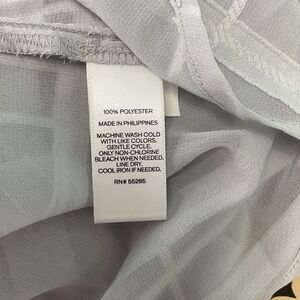 100% POLYESTER
MADE IN PHILIPPINES
MACHINE WASH COLD
WITH LIKE COLORS.
GENTLE CYCLE.
ONLY NON-CHLORINE
BLEACH WHEN NEEDED.
LINE DRY.
COOL IRON IF NEEDED.
RN# 55285